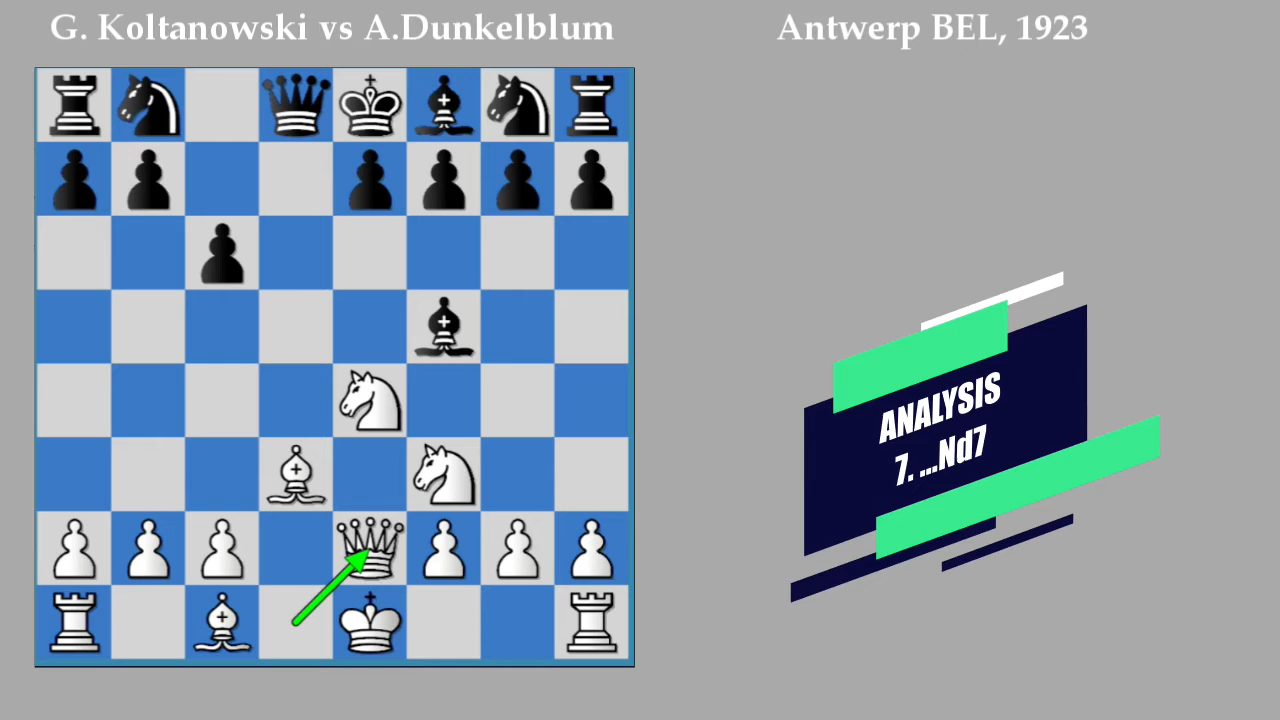 G. Koltanowski vs A.Dunkelblum
Antwerp BEL, 1923
ANALYSIS
7. ...Nd7